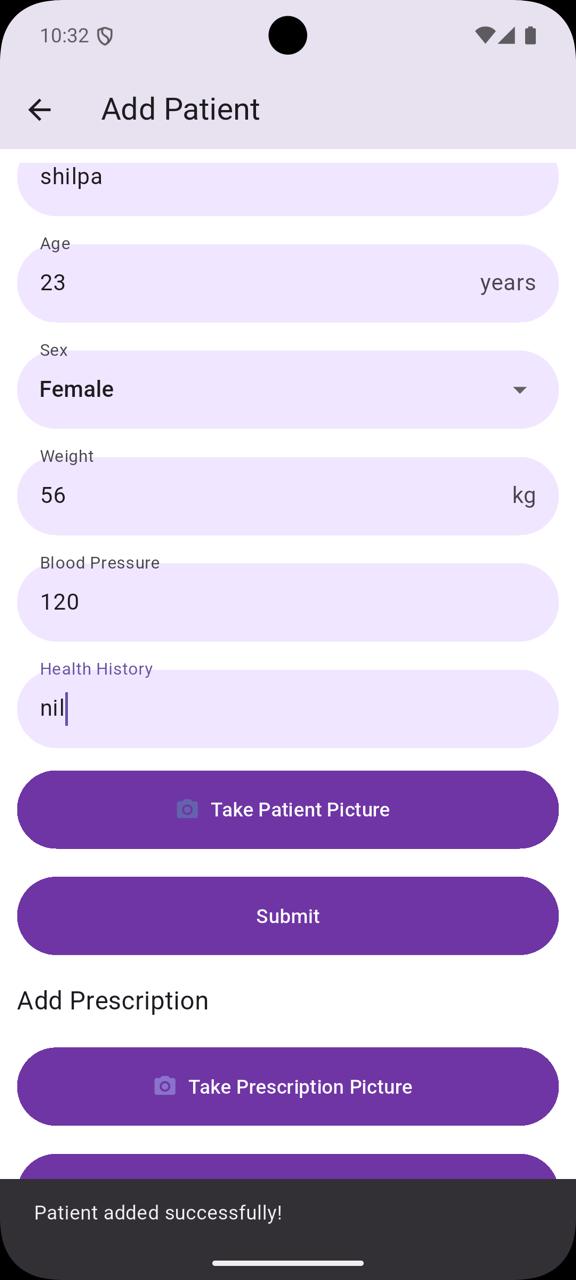 10:32
Add Patient
shilpa
Age
23 years
Sex
Female
Weight
56 kg
Blood Pressure
120
Health History
nil
Take Patient Picture
Submit
Add Prescription
Take Prescription Picture
Patient added successfully!